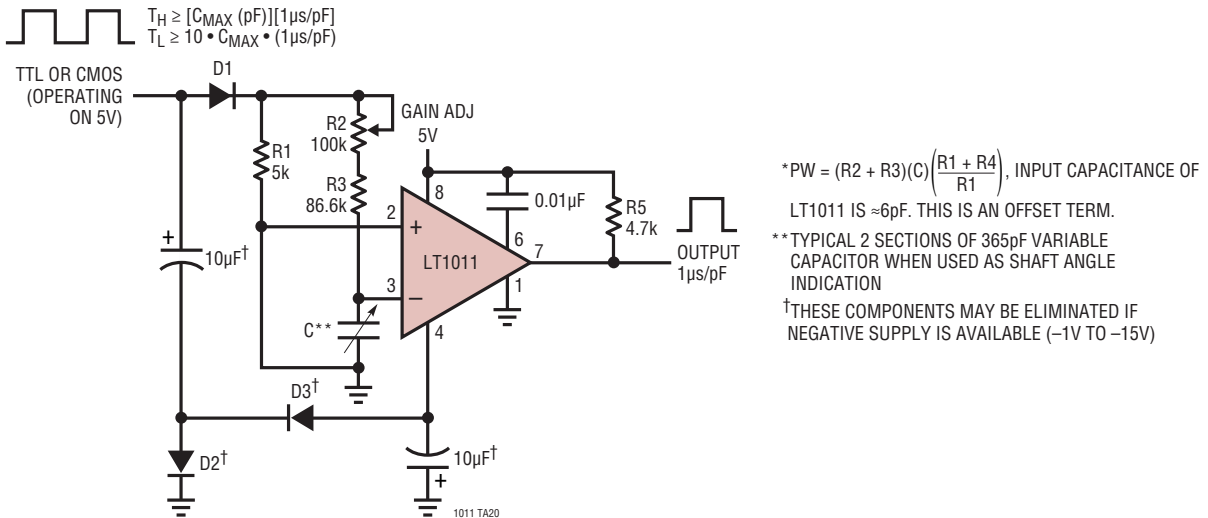 T_H ≥ [C_MAX (pF)][1µs/pF]
T_L ≥ 10 • C_MAX • (1µs/pF)
TTL OR CMOS
(OPERATING
ON 5V)
D1
R2
100k
GAIN ADJ
5V
R1
5k
R3
86.6k
8
0.01µF
R5
4.7k
2
+
LT1011
6
7
OUTPUT
1µs/pF
+
10µF†
3
–
1
C**
4
D3†
D2†
10µF†
+
1011 TA20
*PW = (R2 + R3)(C)(R1 + R4/R1), INPUT CAPACITANCE OF
LT1011 IS ≈6pF. THIS IS AN OFFSET TERM.
**TYPICAL 2 SECTIONS OF 365pF VARIABLE
CAPACITOR WHEN USED AS SHAFT ANGLE
INDICATION
†THESE COMPONENTS MAY BE ELIMINATED IF
NEGATIVE SUPPLY IS AVAILABLE (–1V TO –15V)